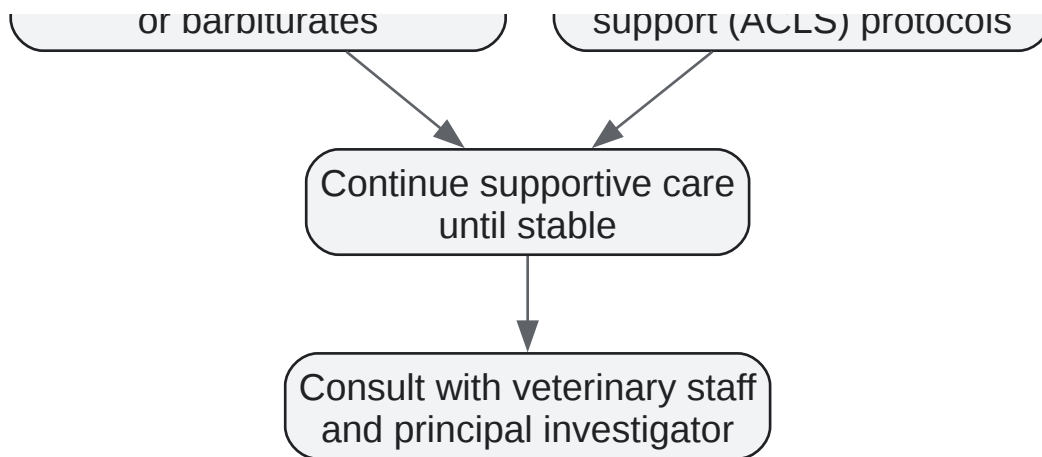 or barbiturates
support (ACLS) protocols
Continue supportive care
until stable
Consult with veterinary staff
and principal investigator